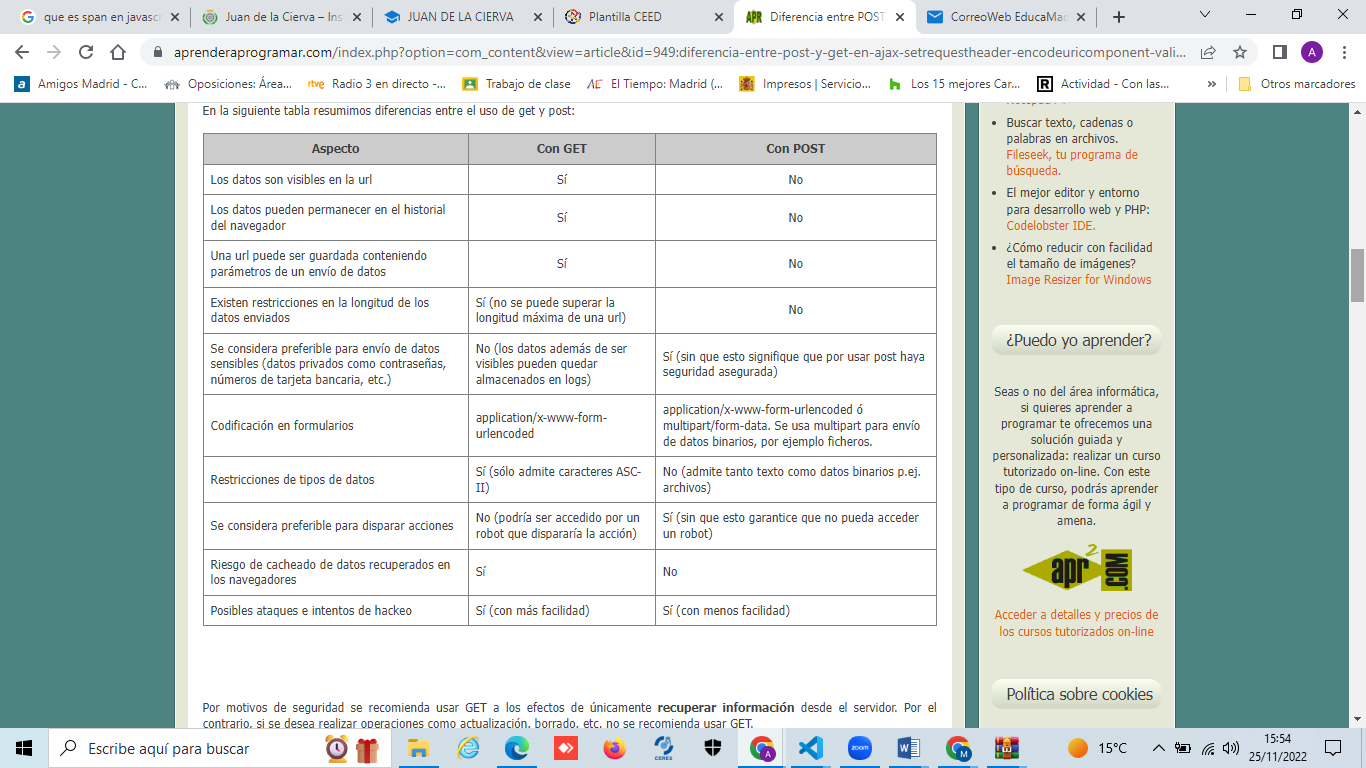 que es span en javascr
Juan de la Cierva – Ins
JUAN DE LA CIERVA
Plantilla CEED
Diferencia entre POST
CorreoWeb EducaMad
aprenderaprogramar.com/index.php?option=com_content&view=article&id=949:diferencia-entre-post-y-get-en-ajax-setrequestheader-encodeuricomponent-vali...
A
Amigos Madrid - C...
Oposiciones: Área...
rtve Radio 3 en directo -...
Trabajo de clase
El Tiempo: Madrid (...
Impresos | Servicio...
Los 15 mejores Car...
Actividad - Con las...
»
Otros marcadores
En la siguiente tabla resumimos diferencias entre el uso de get y post:
Aspecto Con GET Con POST
Los datos son visibles en la url Sí No
Los datos pueden permanecer en el historial
del navegador
Sí No
Una url puede ser guardada conteniendo
parámetros de un envío de datos
Sí No
Existen restricciones en la longitud de los
datos enviados
Sí (no se puede superar la
longitud máxima de una url)
No
Se considera preferible para envío de datos
sensibles (datos privados como contraseñas,
números de tarjeta bancaria, etc.)
No (los datos además de ser
visibles pueden quedar
almacenados en logs)
Sí (sin que esto signifique que por usar post haya
seguridad asegurada)
Codificación en formularios
application/x-www-form-
urlencoded
application/x-www-form-urlencoded ó
multipart/form-data. Se usa multipart para envío
de datos binarios, por ejemplo ficheros.
Restricciones de tipos de datos
Sí (sólo admite caracteres ASC-
II)
No (admite tanto texto como datos binarios p.ej.
archivos)
Se considera preferible para disparar acciones
No (podría ser accedido por un
robot que dispararía la acción)
Sí (sin que esto garantice que no pueda acceder
un robot)
Riesgo de cacheado de datos recuperados en
los navegadores
Sí
No
Posibles ataques e intentos de hackeo
Sí (con más facilidad)
Sí (con menos facilidad)
Por motivos de seguridad se recomienda usar GET a los efectos de únicamente recuperar información desde el servidor. Por el
contrario, si se desea realizar operaciones como actualización, borrado, etc. no se recomienda usar GET.
Buscar texto, cadenas o
palabras en archivos.
Fileseek, tu programa de
búsqueda.
El mejor editor y entorno
para desarrollo web y PHP:
Codelobster IDE.
¿Cómo reducir con facilidad
el tamaño de imágenes?
Image Resizer for Windows
¿Puedo yo aprender?
Seas o no del área informática,
si quieres aprender a
programar te ofrecemos una
solución guiada y
personalizada: realizar un curso
tutorizado on-line. Con este
tipo de curso, podrás aprender
a programar de forma ágil y
amena.
apr2.COM
Acceder a detalles y precios de
los cursos tutorizados on-line
Política sobre cookies
Escribe aquí para buscar
CERES
zoom
15°C
15:54
25/11/2022